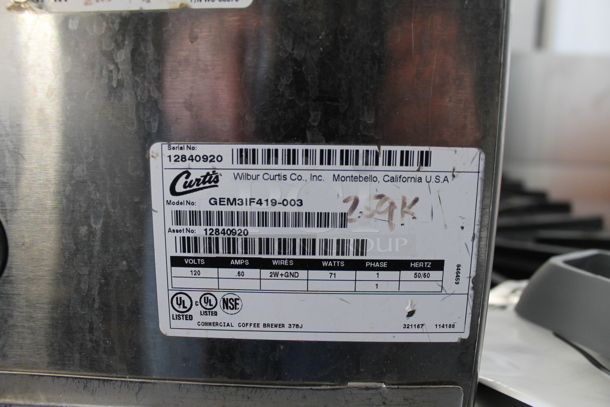 Serial No:
12840920
Curtis
Wilbur Curtis Co., Inc. Montebello, California U.S.A
Model No: GEM3IF419-003
259K
Asset No: 12840920
VOLTS AMPS WIRES WATTS PHASE HERTZ
120 .60 2W+GND 71 1 50/60
1
UL LISTED c UL LISTED NSF
COMMERCIAL COFFEE BREWER 376J
321167 114188